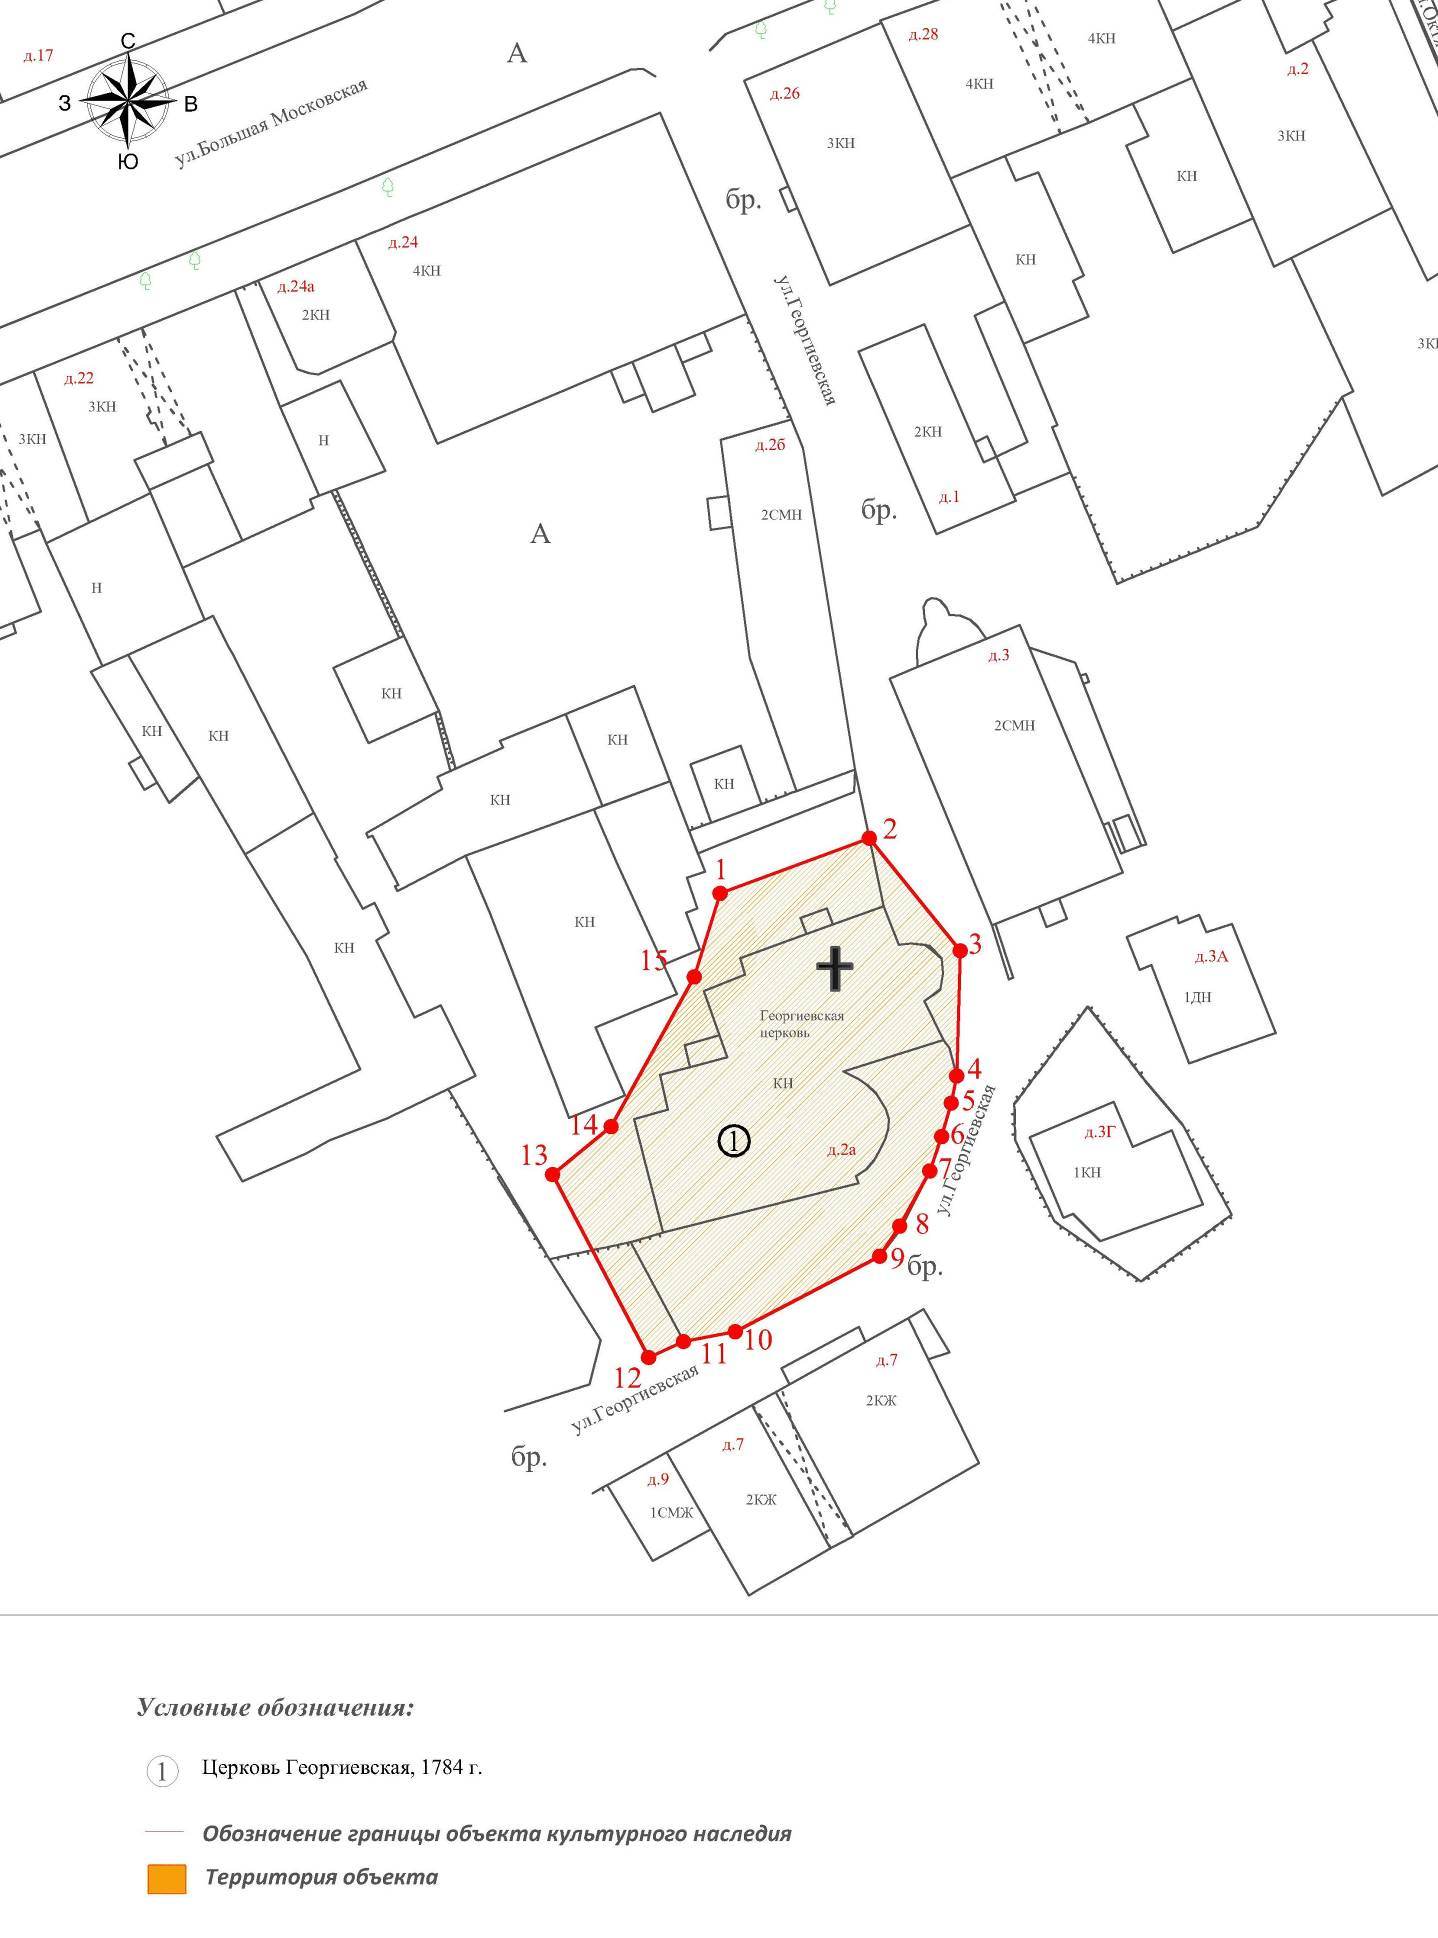 д.17
С
З
В
Ю
ул.Большая Московская
А
д.28
4КН
4КН
д.2
3КН
д.26
3КН
КН
бр.
КН
д.24
4КН
д.24а
2КН
ул.Георгиевская
д.22
3КН
3КН
Н
2КН
д.1
д.2б
2СМН
бр.
А
Н
КН
КН
КН
КН
КН
КН
КН
КН
д.3
2СМН
д.3А
1ДН
1
2
3
4
5
6
7
8
9
10
11
12
13
14
15
Георгиевская
церковь
КН
1
д.2а
ул.Георгиевская
д.3Г
1КН
бр.
ул.Георгиевская
бр.
д.7
2КЖ
д.7
2КЖ
д.9
1СМЖ
Условные обозначения:
1 Церковь Георгиевская, 1784 г.
Обозначение границы объекта культурного наследия
Территория объекта